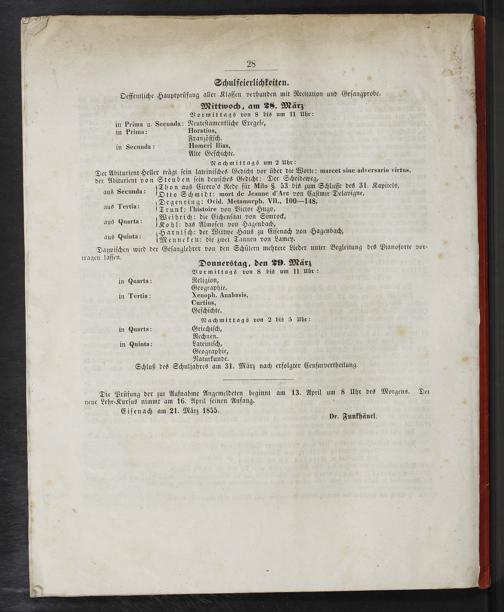 28
Schulfeierlichkeiten.
Oeffentliche Hauptprüfung aller Klassen verbunden mit Recitation und Gesangprobe.
Mittwoch, am 28. März
Vormittags von 8 bis um 11 Uhr:
in Prima u. Secunda: Neutestamentliche Exegese,
in Prima: Horatius,
Französisch.
in Secunda: Homeri Ilias,
Alte Geschichte.
Nachmittags um 2 Uhr:
Der Abiturient Heller trägt sein lateinisches Gedicht vor über die Worte: marcet sine adversario virtus,
der Abiturient von Steuben sein deutsches Gedicht: Der Scheideweg,
aus Secunda: Thon aus Cicero's Rede für Milo § 53 bis zum Schlusse des 31. Kapitels,
Otto Schmidt: mort de Jeanne d'Arc von Casimir Delavigne,
aus Tertia: Degenring: Ovid. Metamorph. VII., 100—148,
Trunk: l'histoire von Victor Hugo,
aus Quarta: Weihrich: die Eichensaat von Simrock,
Kohl: das Almosen von Hagenbach,
aus Quinta: Harnisch: der Wittwe Haus zu Eisenach von Hagenbach,
Menneken: die zwei Tannen von Lamey.
Dazwischen wird der Gesanglehrer von den Schülern mehrere Lieder unter Begleitung des Pianoforte vor-
tragen lassen.
Donnerstag, den 29. März
Vormittags von 8 bis um 11 Uhr:
in Quarta: Religion,
Geographie.
in Tertia: Xenoph. Anabasis,
Curtius,
Geschichte.
Nachmittags von 2 bis 5 Uhr:
in Quarta: Griechisch,
Rechnen.
in Quinta: Lateinisch,
Geographie,
Naturkunde.
Schluß des Schuljahres am 31. März nach erfolgter Censurvertheilung.
Die Prüfung der zur Aufnahme Angemeldeten beginnt am 13. April um 8 Uhr des Morgens. Der
neue Lehr-Kursus nimmt am 16. April seinen Anfang.
Eisenach am 21. März 1855.
Dr. Funkhänel.